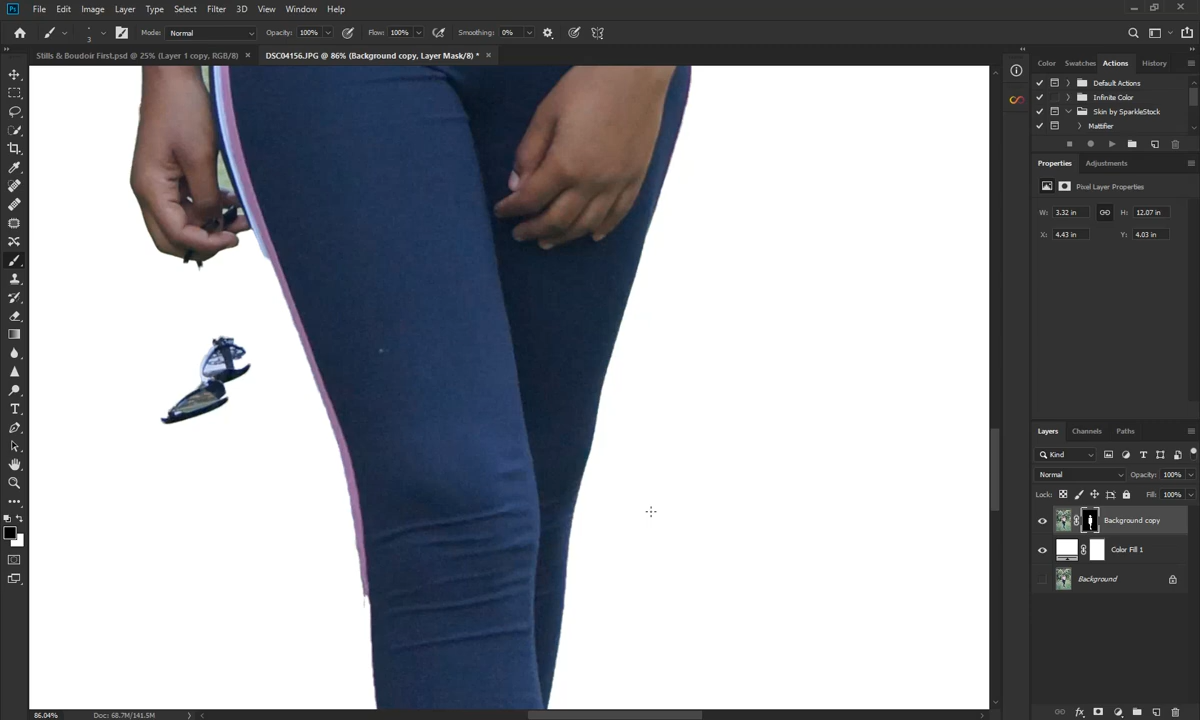 Ps File Edit Image Layer Type Select Filter 3D View Window Help
3 Mode: Normal Opacity: 100% Flow: 100% Smoothing: 0%
Stills & Boudoir First.psd @ 25% (Layer 1 copy, RGB/8) × DSC04156.JPG @ 86% (Background copy, Layer Mask/8) * ×
Color Swatches Actions History
Default Actions
Infinite Color
Skin by SparkleStock
Mattifier
Properties Adjustments
Pixel Layer Properties
W: 3.32 in H: 12.07 in
X: 4.43 in Y: 4.03 in
Layers Channels Paths
Kind
Normal Opacity: 100%
Lock: Fill: 100%
Background copy
Color Fill 1
Background
fx
86.04% Doc: 68.7M/141.5M